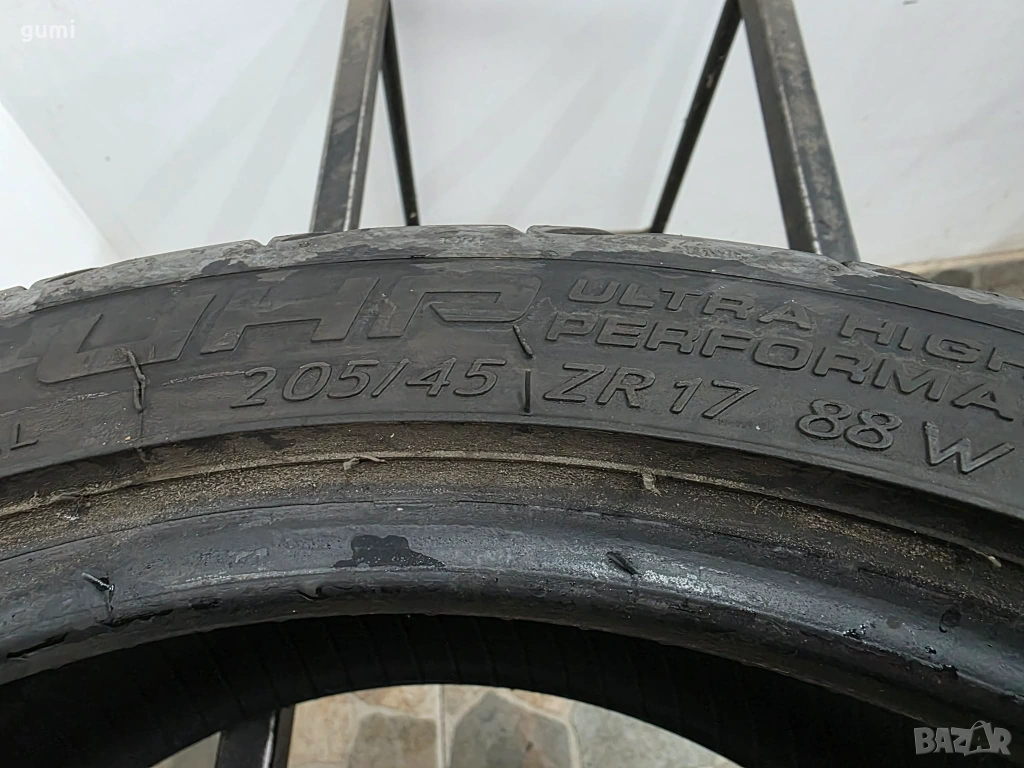 gumi
UHP ULTRA HIGH
PERFORMA
205/45 ZR 17 88 W
L
BAZAR